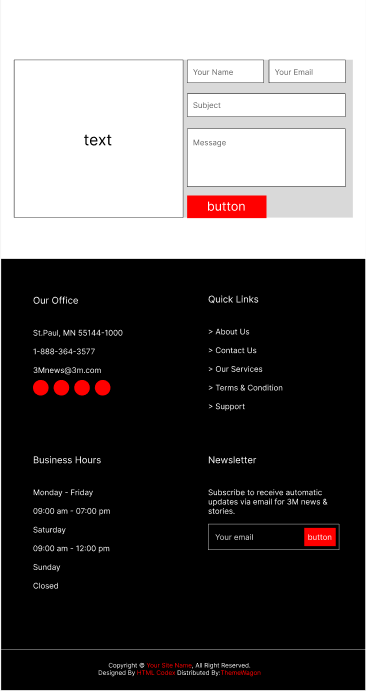 text
Your Name
Your Email
Subject
Message
button
Our Office
St.Paul, MN 55144-1000
1-888-364-3577
3Mnews@3m.com
Quick Links
> About Us
> Contact Us
> Our Services
> Terms & Condition
> Support
Business Hours
Monday - Friday
09:00 am - 07:00 pm
Saturday
09:00 am - 12:00 pm
Sunday
Closed
Newsletter
Subscribe to receive automatic
updates via email for 3M news &
stories.
Your email
button
Copyright © Your Site Name, All Right Reserved.
Designed By HTML Codex Distributed By:ThemeWagon